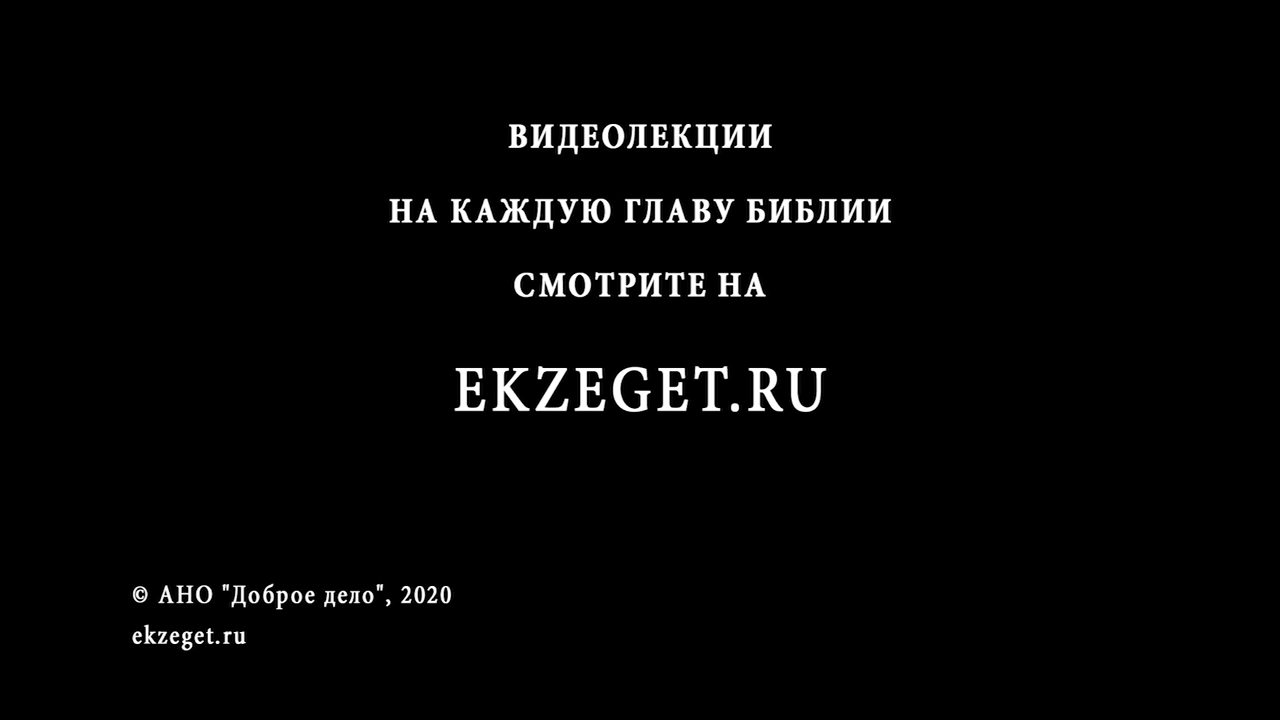 ВИДЕОЛЕКЦИИ
НА КАЖДУЮ ГЛАВУ БИБЛИИ
СМОТРИТЕ НА
EKZEGET.RU
© АНО "Доброе дело", 2020
ekzeget.ru